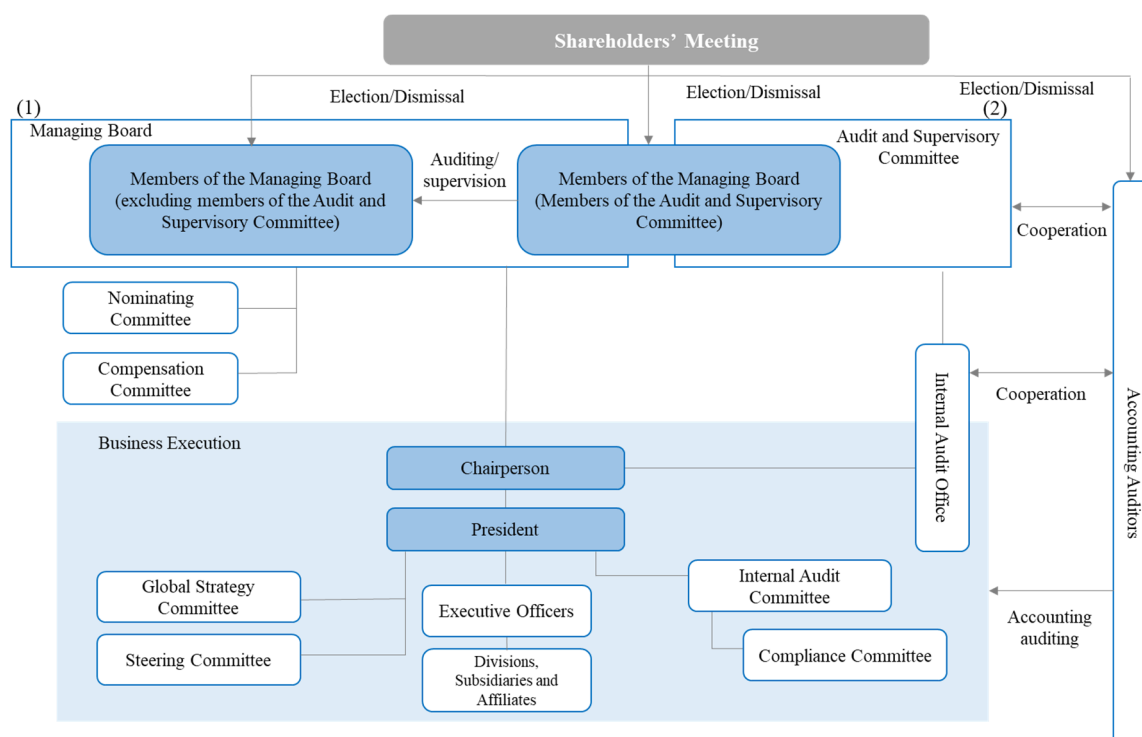 Shareholders’ Meeting
Election/Dismissal
Election/Dismissal
Election/Dismissal
(1)
(2)
Managing Board
Audit and Supervisory
Committee
Members of the Managing Board
(excluding members of the Audit and
Supervisory Committee)
Auditing/
supervision
Members of the Managing Board
(Members of the Audit and Supervisory
Committee)
Cooperation
Nominating
Committee
Compensation
Committee
Internal Audit Office
Cooperation
Accounting Auditors
Business Execution
Chairperson
President
Global Strategy
Committee
Steering Committee
Executive Officers
Divisions,
Subsidiaries and
Affiliates
Internal Audit
Committee
Compliance Committee
Accounting
auditing